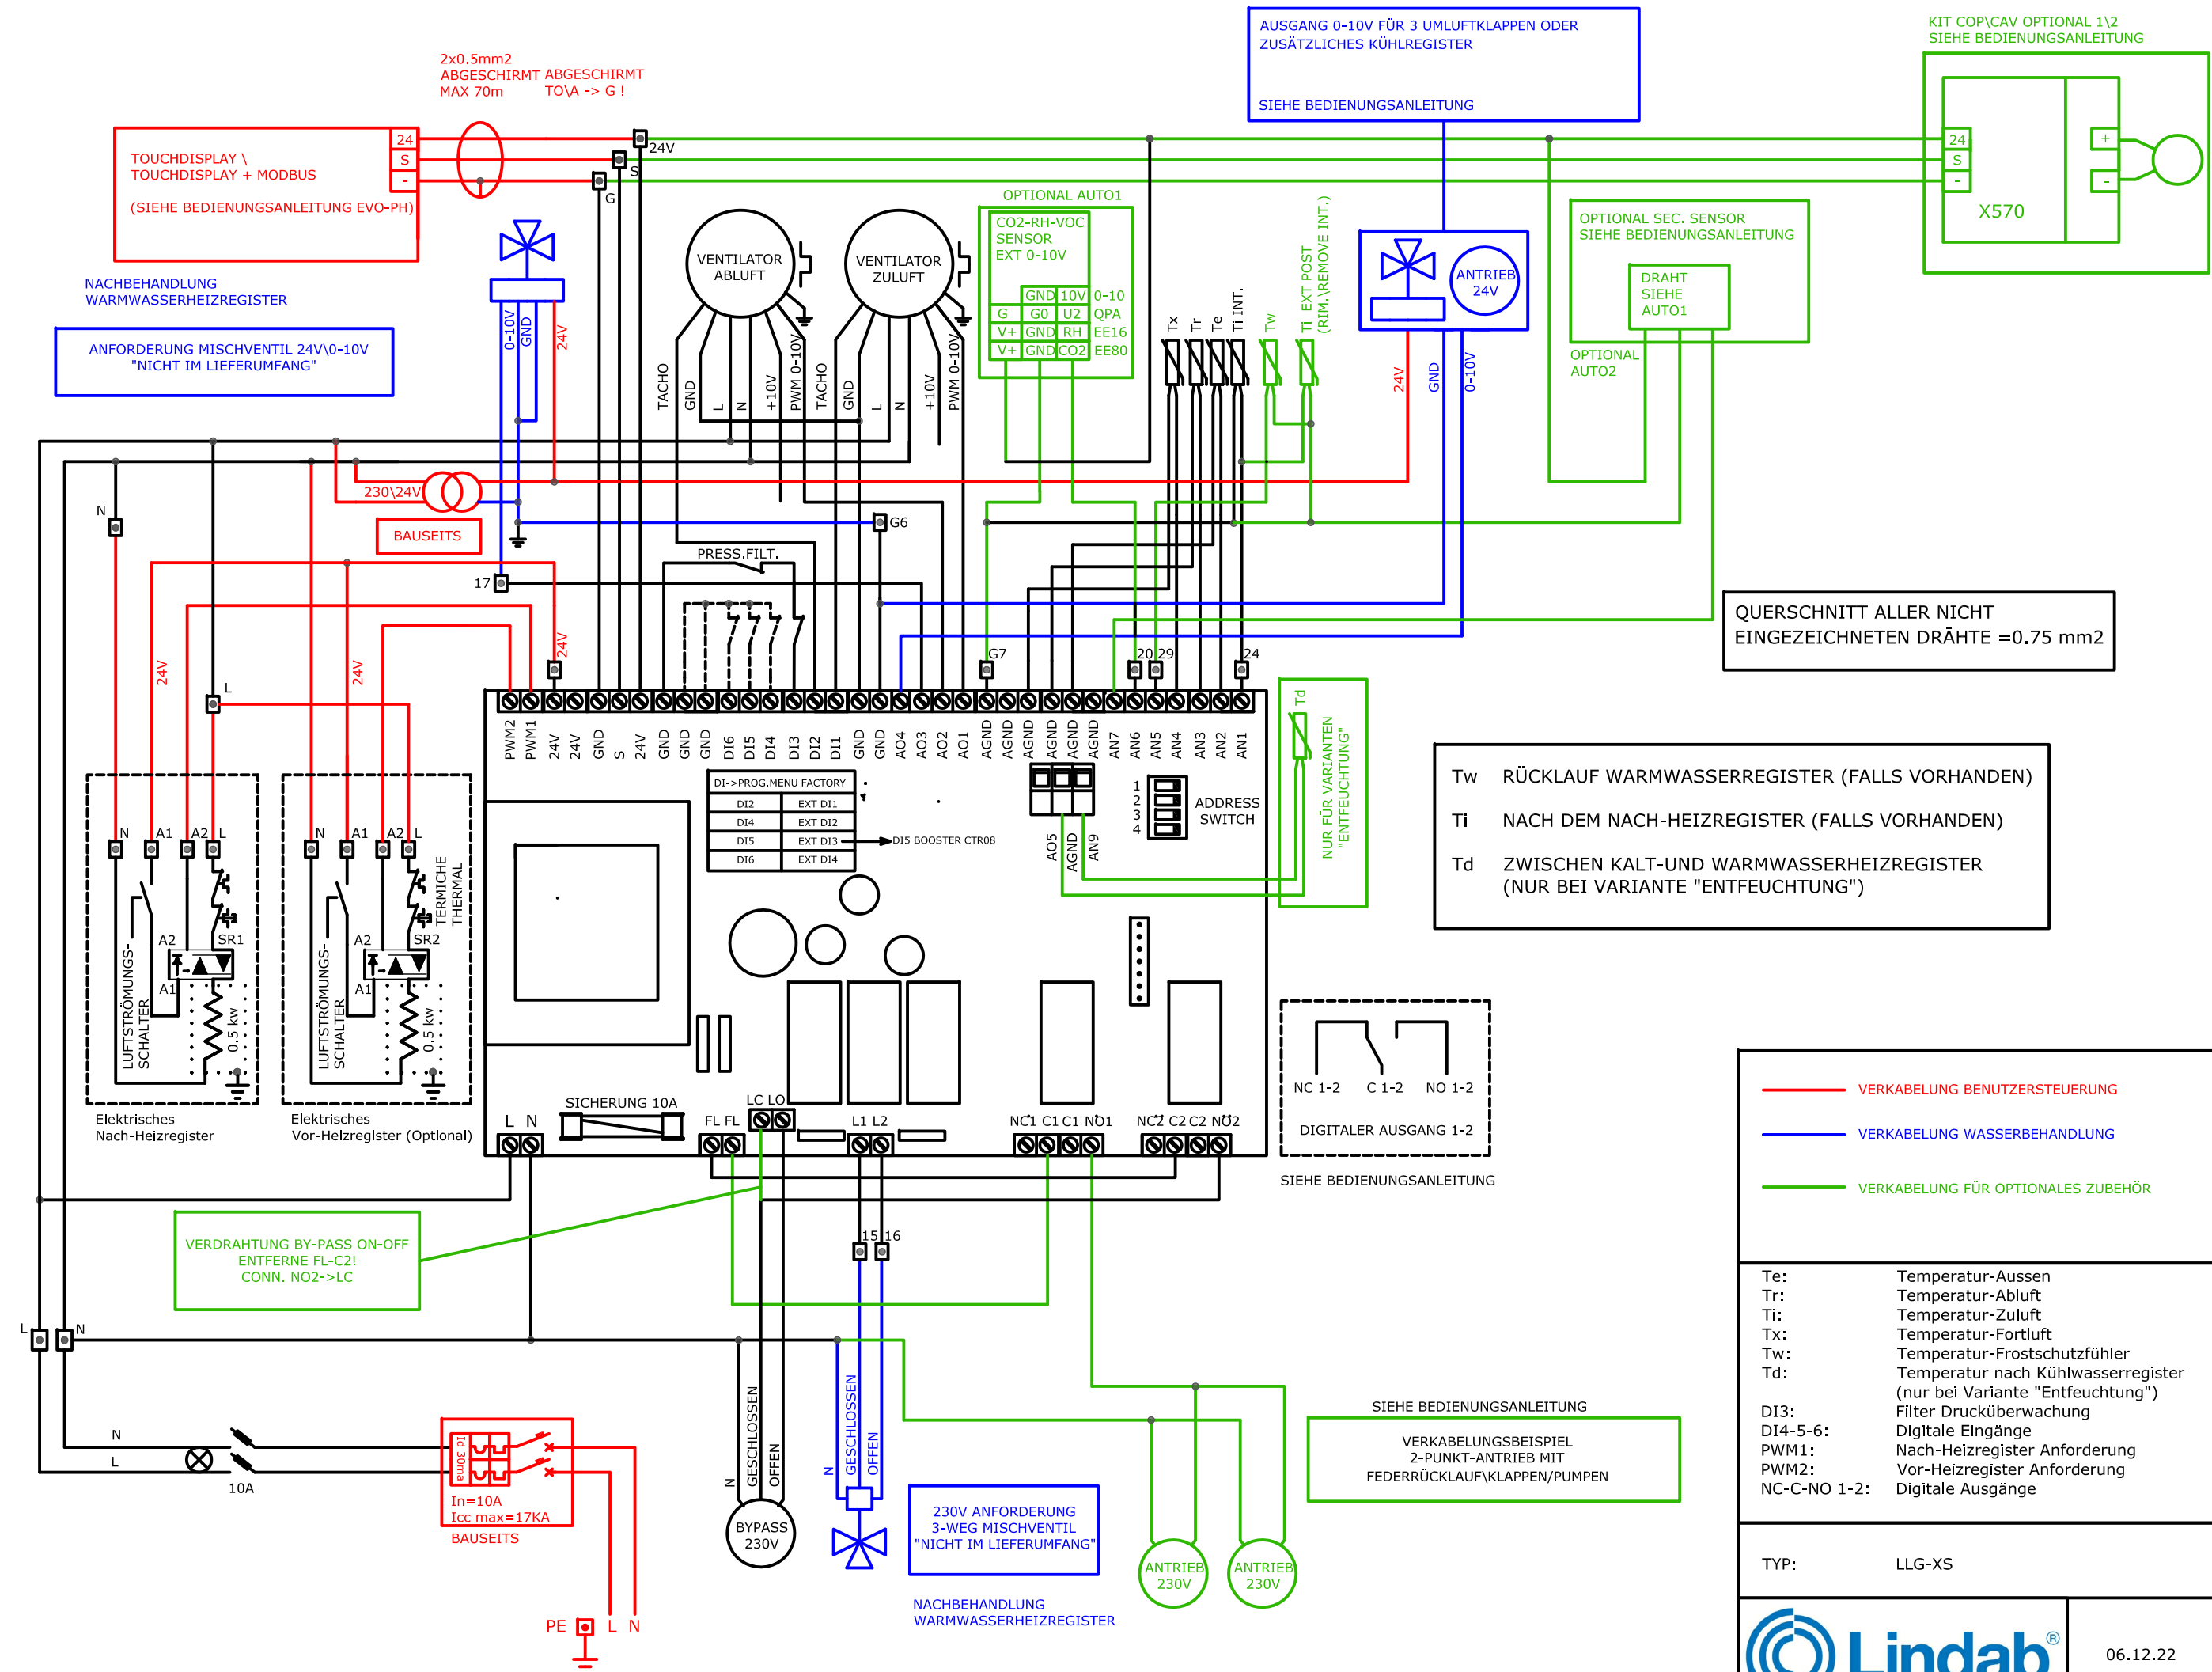 2x0.5mm2
ABGESCHIRMT ABGESCHIRMT
MAX 70m TO\A -> G !
AUSGANG 0-10V FÜR 3 UMLUFTKLAPPEN ODER
ZUSÄTZLICHES KÜHLREGISTER
SIEHE BEDIENUNGSANLEITUNG
KIT COP\CAV OPTIONAL 1\2
SIEHE BEDIENUNGSANLEITUNG
24
S
-
+
-
X570
TOUCHDISPLAY \
TOUCHDISPLAY + MODBUS
(SIEHE BEDIENUNGSANLEITUNG EVO-PH)
24
S
-
24V
S
G
NACHBEHANDLUNG
WARMWASSERHEIZREGISTER
ANFORDERUNG MISCHVENTIL 24V\0-10V
"NICHT IM LIEFERUMFANG"
0-10V
GND
24V
VENTILATOR
ABLUFT
VENTILATOR
ZULUFT
TACHO
GND
L
N
+10V
PWM 0-10V
TACHO
GND
L
N
+10V
PWM 0-10V
OPTIONAL AUTO1
CO2-RH-VOC
SENSOR
EXT 0-10V
GND 10V 0-10
G G0 U2 QPA
V+ GND RH EE16
V+ GND CO2 EE80
Tx
Tr
Te
Ti INT.
Tw
Ti EXT POST
(RIM.\REMOVE INT.)
ANTRIEB
24V
24V
GND
0-10V
OPTIONAL SEC. SENSOR
SIEHE BEDIENUNGSANLEITUNG
DRAHT
SIEHE
AUTO1
OPTIONAL
AUTO2
230\24V
BAUSEITS
N
G6
PRESS.FILT.
17
24V
24V
24V
L
G7
20
29
24
QUERSCHNITT ALLER NICHT
EINGEZEICHNETEN DRÄHTE =0.75 mm2
PWM2
PWM1
24V
24V
GND
S
24V
GND
GND
GND
DI6
DI5
DI4
DI3
DI2
DI1
GND
GND
AO4
AO3
AO2
AO1
AGND
AGND
AGND
AGND
AGND
AGND
AN7
AN6
AN5
AN4
AN3
AN2
AN1
DI->PROG.MENU FACTORY
DI2 EXT DI1
DI4 EXT DI2
DI5 EXT DI3
DI6 EXT DI4
DI5 BOOSTER CTR08
AO5
AGND
AN9
1
2
3
4
ADDRESS
SWITCH
Td
NUR FÜR VARIANTEN
"ENTFEUCHTUNG"
Tw RÜCKLAUF WARMWASSERREGISTER (FALLS VORHANDEN)
Ti NACH DEM NACH-HEIZREGISTER (FALLS VORHANDEN)
Td ZWISCHEN KALT-UND WARMWASSERHEIZREGISTER
(NUR BEI VARIANTE "ENTFEUCHTUNG")
N A1 A2 L
A2 SR1
A1
LUFTSTRÖMUNGS-
SCHALTER
0.5 kw
Elektrisches
Nach-Heizregister
N A1 A2 L
TERMICHE
THERMAL
A2 SR2
A1
LUFTSTRÖMUNGS-
SCHALTER
0.5 kw
Elektrisches
Vor-Heizregister (Optional)
L N
SICHERUNG 10A
FL FL
LC LO
L1 L2
NC1 C1 C1 NO1
NC2 C2 C2 NO2
NC 1-2 C 1-2 NO 1-2
DIGITALER AUSGANG 1-2
SIEHE BEDIENUNGSANLEITUNG
VERKABELUNG BENUTZERSTEUERUNG
VERKABELUNG WASSERBEHANDLUNG
VERKABELUNG FÜR OPTIONALES ZUBEHÖR
VERDRAHTUNG BY-PASS ON-OFF
ENTFERNE FL-C2!
CONN. NO2->LC
15
16
L
N
N
L
10A
Id 300ma
In=10A
Icc max=17KA
BAUSEITS
PE L N
N
GESCHLOSSEN
OFFEN
BYPASS
230V
N
GESCHLOSSEN
OFFEN
230V ANFORDERUNG
3-WEG MISCHVENTIL
"NICHT IM LIEFERUMFANG"
NACHBEHANDLUNG
WARMWASSERHEIZREGISTER
ANTRIEB
230V
ANTRIEB
230V
SIEHE BEDIENUNGSANLEITUNG
VERKABELUNGSBEISPIEL
2-PUNKT-ANTRIEB MIT
FEDERRÜCKLAUF\KLAPPEN/PUMPEN
Te: Temperatur-Aussen
Tr: Temperatur-Abluft
Ti: Temperatur-Zuluft
Tx: Temperatur-Fortluft
Tw: Temperatur-Frostschutzfühler
Td: Temperatur nach Kühlwasserregister
(nur bei Variante "Entfeuchtung")
DI3: Filter Drucküberwachung
DI4-5-6: Digitale Eingänge
PWM1: Nach-Heizregister Anforderung
PWM2: Vor-Heizregister Anforderung
NC-C-NO 1-2: Digitale Ausgänge
TYP: LLG-XS
Lindab®
06.12.22